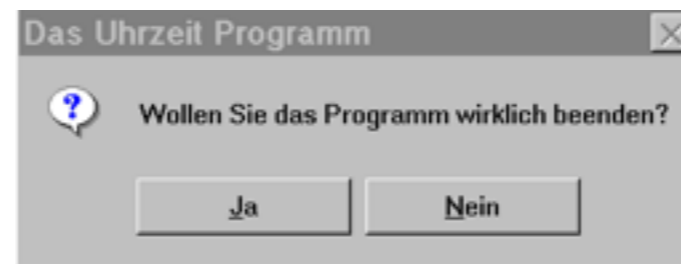 Das Uhrzeit Programm
Wollen Sie das Programm wirklich beenden?
Ja
Nein